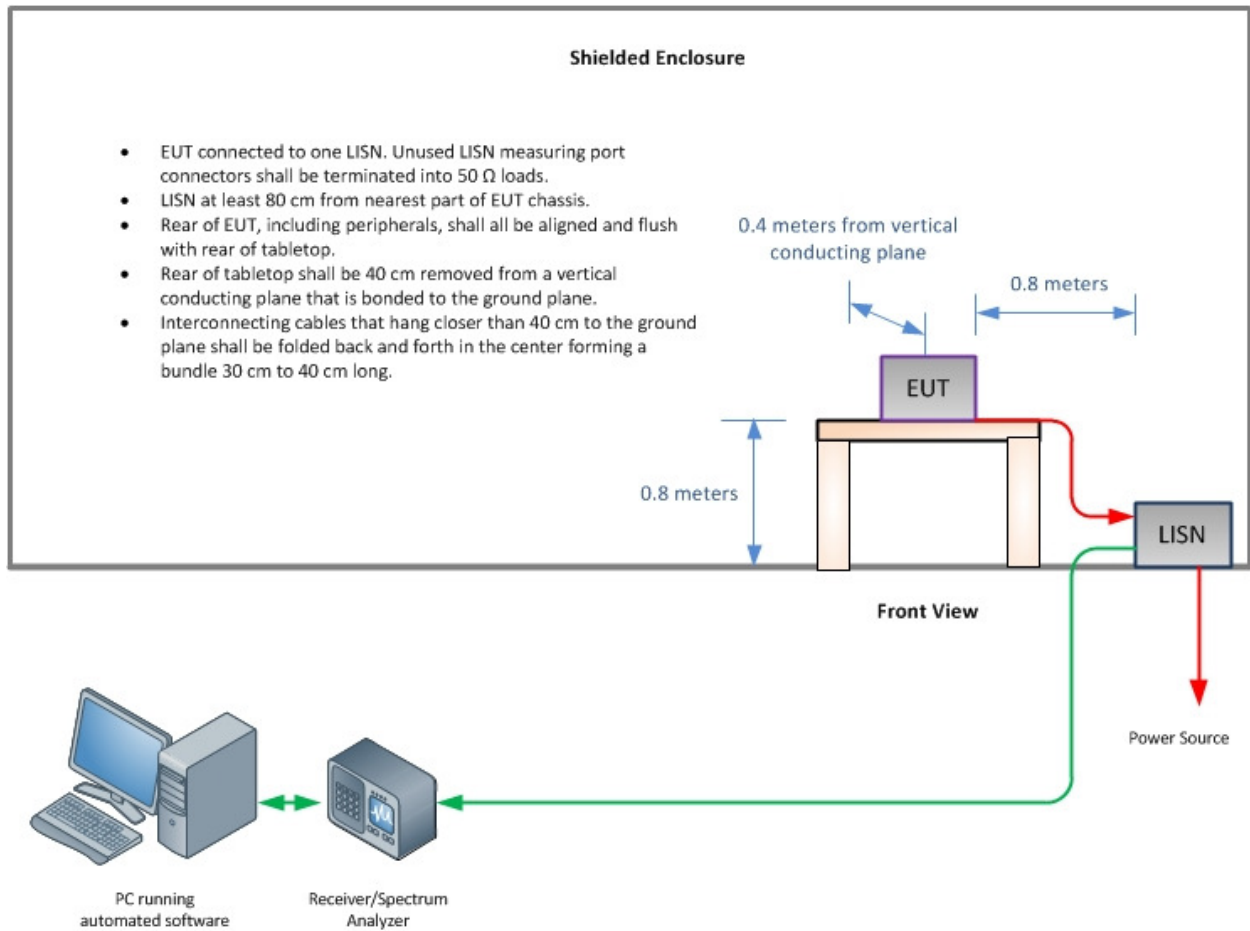 Shielded Enclosure
• EUT connected to one LISN. Unused LISN measuring port
connectors shall be terminated into 50 Ω loads.
• LISN at least 80 cm from nearest part of EUT chassis.
• Rear of EUT, including peripherals, shall all be aligned and flush
with rear of tabletop.
• Rear of tabletop shall be 40 cm removed from a vertical
conducting plane that is bonded to the ground plane.
• Interconnecting cables that hang closer than 40 cm to the ground
plane shall be folded back and forth in the center forming a
bundle 30 cm to 40 cm long.
0.4 meters from vertical
conducting plane
0.8 meters
EUT
0.8 meters
LISN
Front View
Power Source
PC running
automated software
Receiver/Spectrum
Analyzer